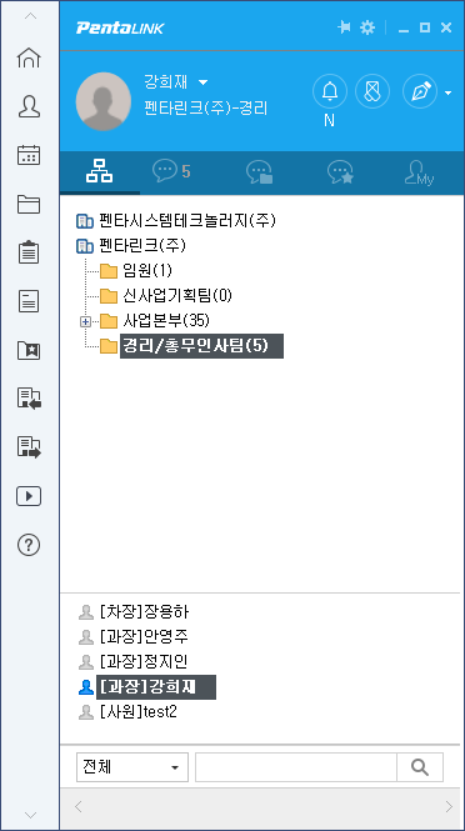 PentaLINK
강희재
펜타린크(주)-경리
N
5
My
펜타시스템테크놀러지(주)
펜타린크(주)
임원(1)
신사업기획팀(0)
사업본부(35)
경리/총무인사팀(5)
[차장]장용하
[과장]안영주
[과장]정지인
[과장]강희재
[사원]test2
전체